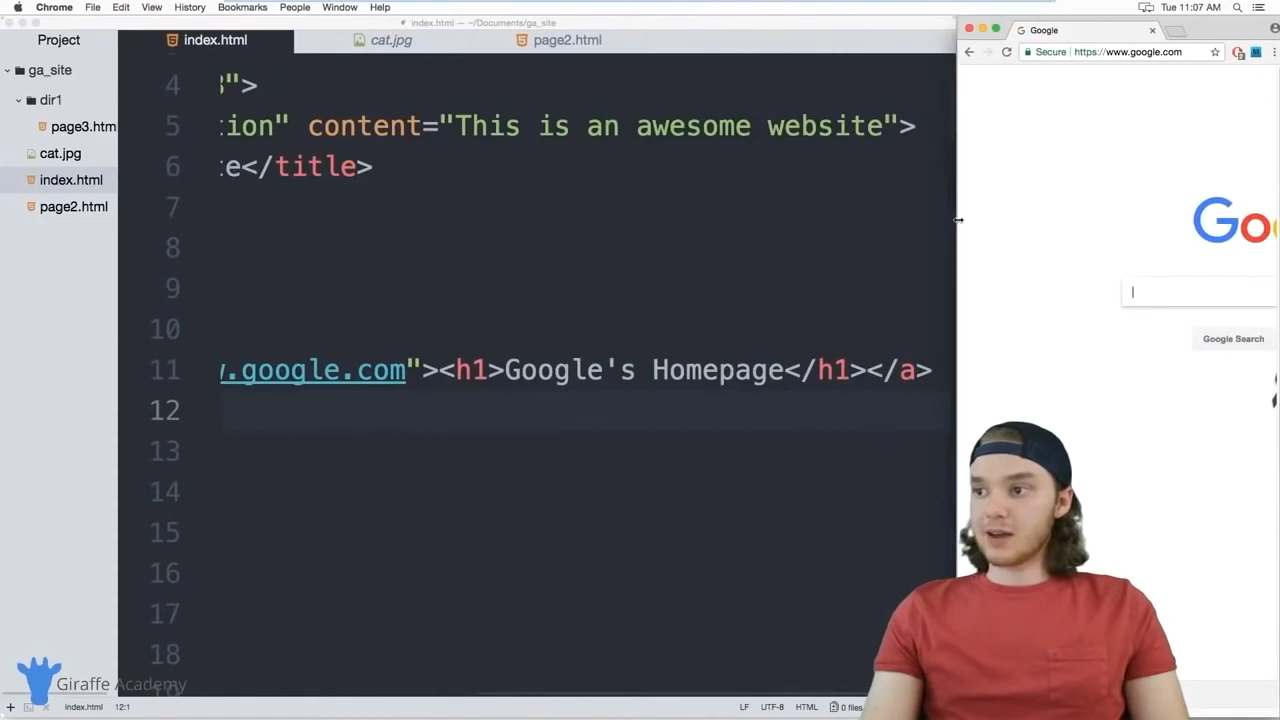 Chrome File Edit View History Bookmarks People Window Help Tue 11:07 AM
index.html — ~/Documents/ga_site
Project
index.html
cat.jpg
page2.html
ga_site
dir1
page3.htm
cat.jpg
index.html
page2.html
4 ">
5 ion" content="This is an awesome website">
6 e</title>
7
8
9
10
11 .google.com"><h1>Google's Homepage</h1></a>
12
13
14
15
16
17
18
Google
Secure https://www.google.com
Goo
Google Search
Giraffe Academy
index.html 12:1 LF UTF-8 HTML 0 files